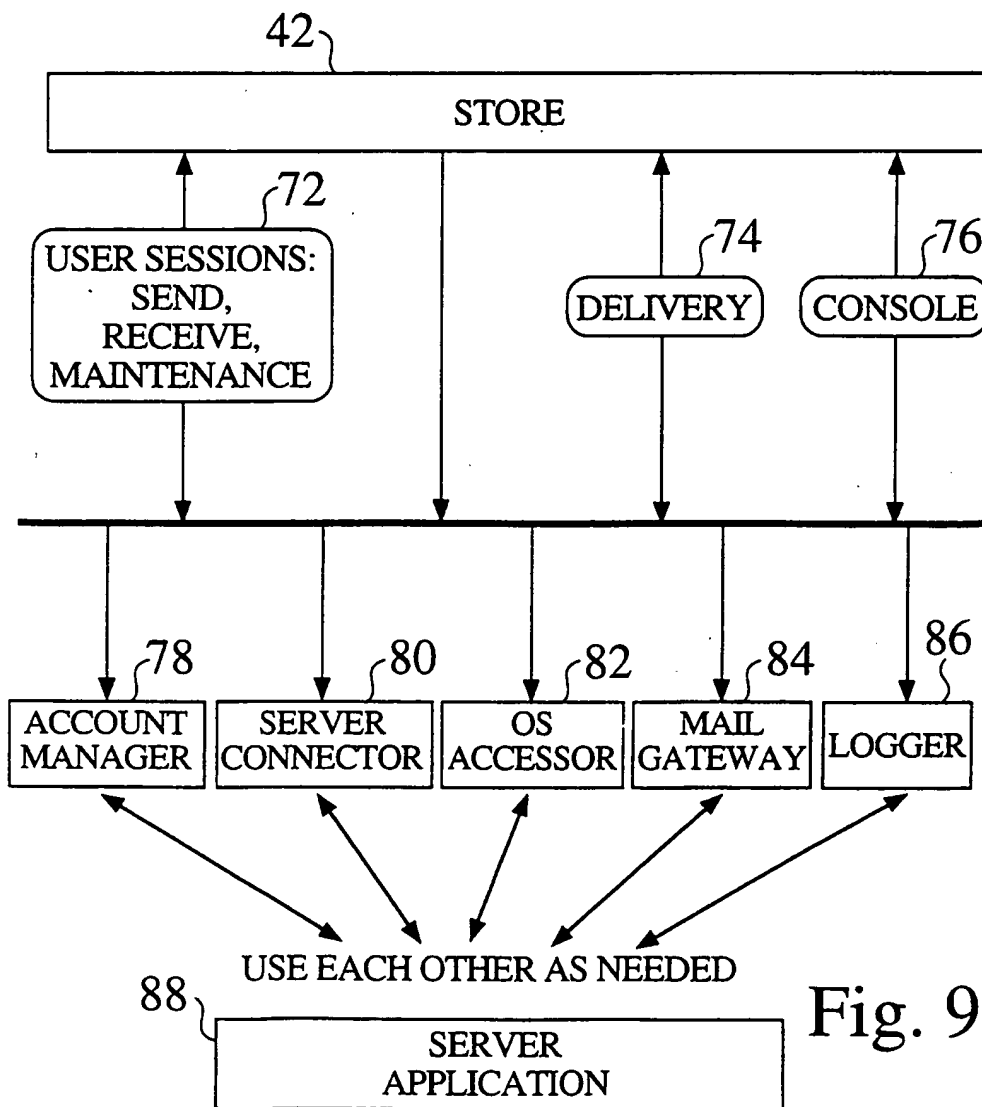 42
STORE
72
USER SESSIONS:
SEND,
RECEIVE,
MAINTENANCE
74
DELIVERY
76
CONSOLE
78
ACCOUNT
MANAGER
80
SERVER
CONNECTOR
82
OS
ACCESSOR
84
MAIL
GATEWAY
86
LOGGER
USE EACH OTHER AS NEEDED
88
SERVER
APPLICATION
Fig. 9